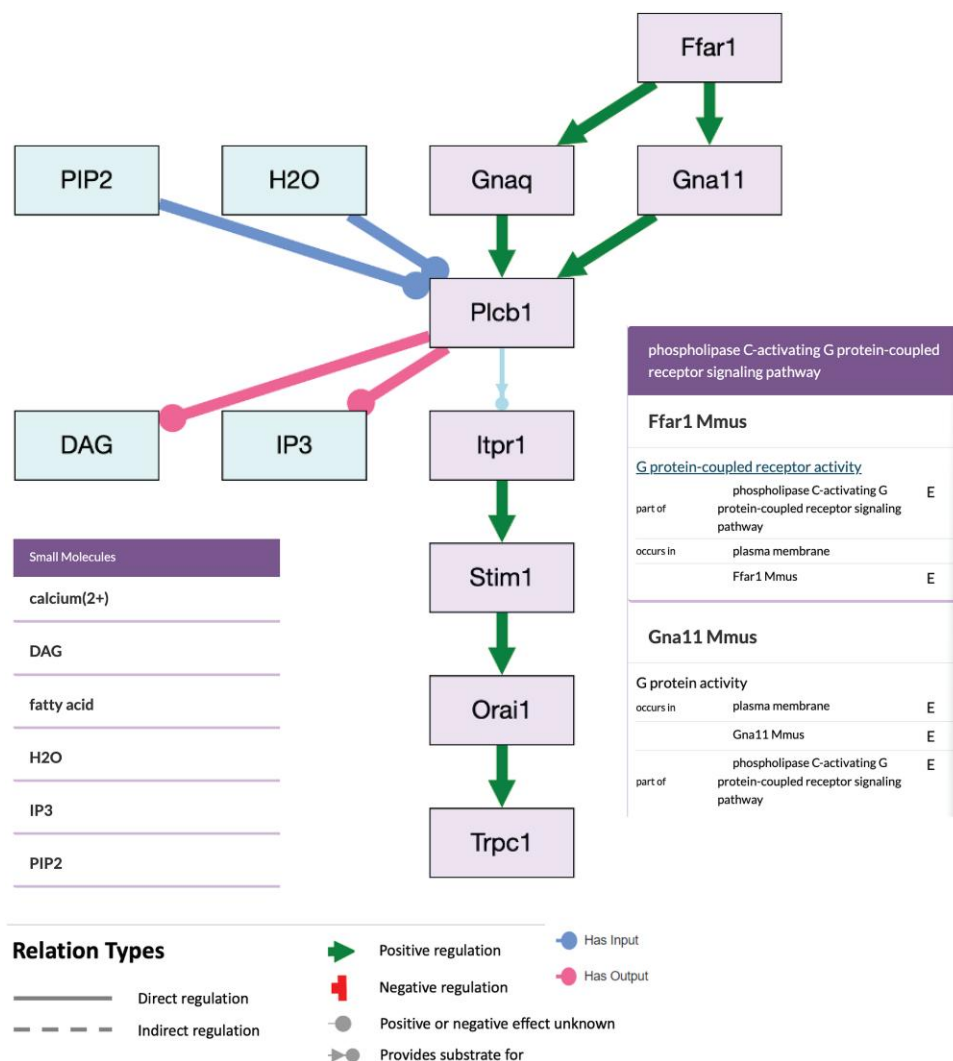 Ffar1
PIP2
H2O
Gnaq
Gna11
Plcb1
DAG
IP3
Itpr1
Stim1
Orai1
Trpc1
Small Molecules
calcium(2+)
DAG
fatty acid
H2O
IP3
PIP2
phospholipase C-activating G protein-coupled
receptor signaling pathway
Ffar1 Mmus
G protein-coupled receptor activity
part of
phospholipase C-activating G
protein-coupled receptor signaling
pathway
E
occurs in
plasma membrane
Ffar1 Mmus
E
Gna11 Mmus
G protein activity
occurs in
plasma membrane
E
Gna11 Mmus
E
part of
phospholipase C-activating G
protein-coupled receptor signaling
pathway
E
Relation Types
Direct regulation
Indirect regulation
Positive regulation
Negative regulation
Positive or negative effect unknown
Provides substrate for
Has Input
Has Output